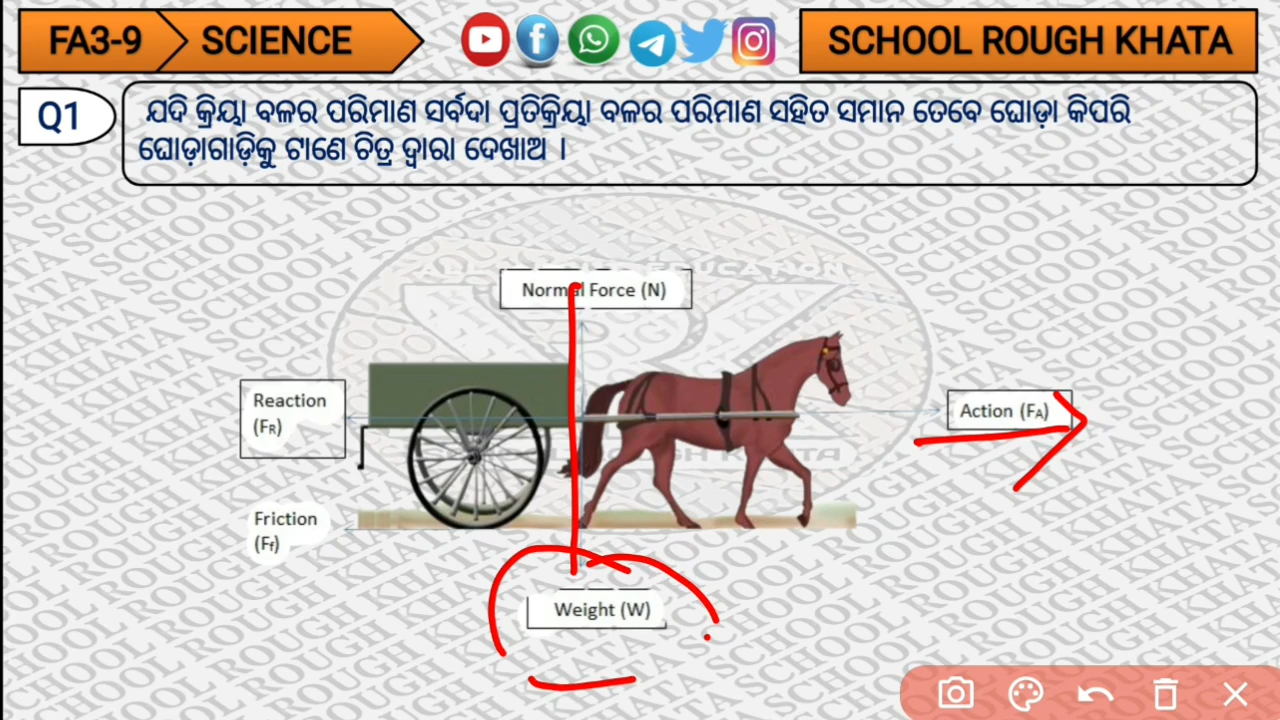 FA3-9 SCIENCE SCHOOL ROUGH KHATA
Q1 ଯଦି କ୍ରିୟା ବଳର ପରିମାଣ ସର୍ବଦା ପ୍ରତିକ୍ରିୟା ବଳର ପରିମାଣ ସହିତ ସମାନ ତେବେ ଘୋଡ଼ା କିପରି
ଘୋଡ଼ାଗାଡ଼ିକୁ ଟାଣେ ଚିତ୍ର ଦ୍ୱାରା ଦେଖାଅ ।
Normal Force (N)
Reaction
(FR)
Action (FA)
Friction
(Ff)
Weight (W)